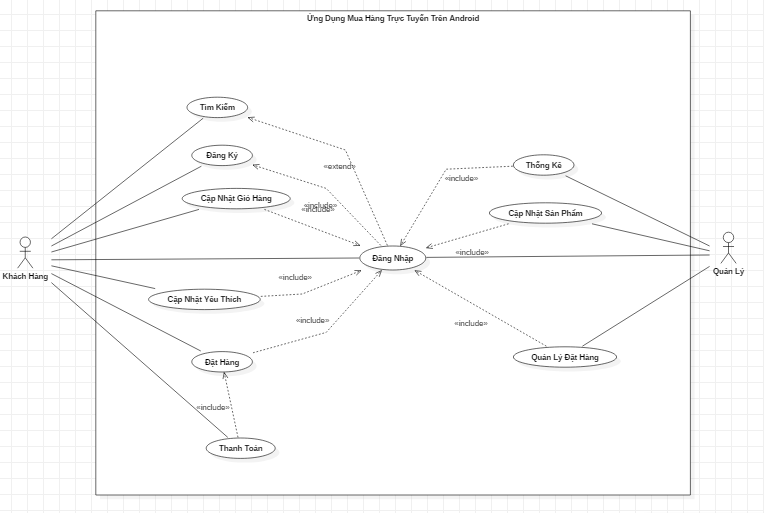 Ứng Dụng Mua Hàng Trực Tuyến Trên Android
Tìm Kiếm
«extend»
Đăng Ký
Thống Kê
«include»
Cập Nhật Giỏ Hàng
«include»
«include»
Cập Nhật Sản Phẩm
«include»
Đăng Nhập
Khách Hàng
Quản Lý
«include»
Cập Nhật Yêu Thích
«include»
«include»
Đặt Hàng
Quản Lý Đặt Hàng
«include»
Thanh Toán